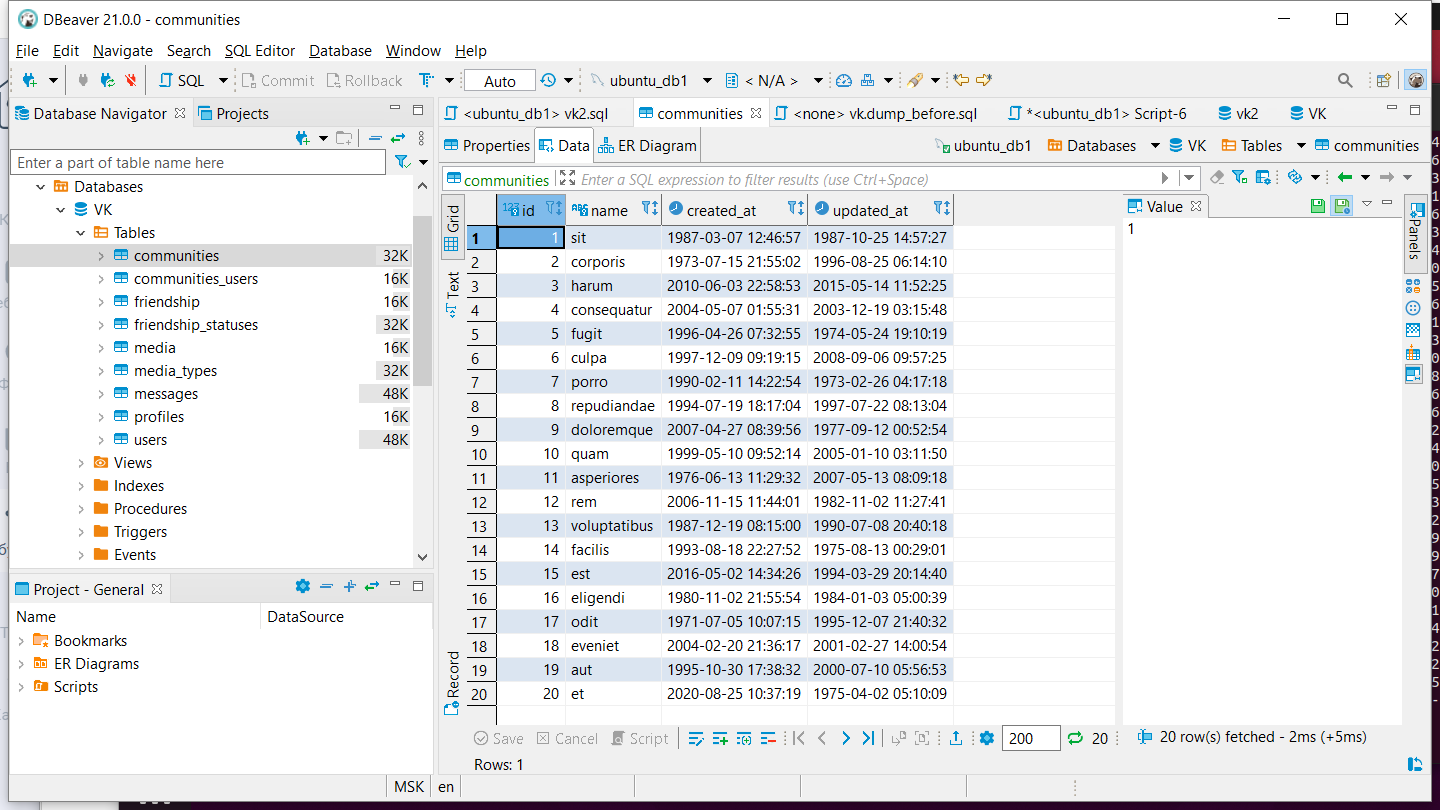 DBeaver 21.0.0 - communities
File Edit Navigate Search SQL Editor Database Window Help
SQL Commit Rollback Auto ubuntu_db1 < N/A >
Database Navigator Projects
Enter a part of table name here
Databases
VK
Tables
communities 32K
communities_users 16K
friendship 16K
friendship_statuses 32K
media 16K
media_types 32K
messages 48K
profiles 16K
users 48K
Views
Indexes
Procedures
Triggers
Events
Project - General
Name DataSource
Bookmarks
ER Diagrams
Scripts
<ubuntu_db1> vk2.sql communities <none> vk.dump_before.sql *<ubuntu_db1> Script-6 vk2 VK
Properties Data ER Diagram ubuntu_db1 Databases VK Tables communities
communities Enter a SQL expression to filter results (use Ctrl+Space)
Grid
Text
Record
123 id ABC name created_at updated_at
1 1 sit 1987-03-07 12:46:57 1987-10-25 14:57:27
2 2 corporis 1973-07-15 21:55:02 1996-08-25 06:14:10
3 3 harum 2010-06-03 22:58:53 2015-05-14 11:52:25
4 4 consequatur 2004-05-07 01:55:31 2003-12-19 03:15:48
5 5 fugit 1996-04-26 07:32:55 1974-05-24 19:10:19
6 6 culpa 1997-12-09 09:19:15 2008-09-06 09:57:25
7 7 porro 1990-02-11 14:22:54 1973-02-26 04:17:18
8 8 repudiandae 1994-07-19 18:17:04 1997-07-22 08:13:04
9 9 doloremque 2007-04-27 08:39:56 1977-09-12 00:52:54
10 10 quam 1999-05-10 09:52:14 2005-01-10 03:11:50
11 11 asperiores 1976-06-13 11:29:32 2007-05-13 08:09:18
12 12 rem 2006-11-15 11:44:01 1982-11-02 11:27:41
13 13 voluptatibus 1987-12-19 08:15:00 1990-07-08 20:40:18
14 14 facilis 1993-08-18 22:27:52 1975-08-13 00:29:01
15 15 est 2016-05-02 14:34:26 1994-03-29 20:14:40
16 16 eligendi 1980-11-02 21:55:54 1984-01-03 05:00:39
17 17 odit 1971-07-05 10:07:15 1995-12-07 21:40:32
18 18 eveniet 2004-02-20 21:36:17 2001-02-27 14:00:54
19 19 aut 1995-10-30 17:38:32 2000-07-10 05:56:53
20 20 et 2020-08-25 10:37:19 1975-04-02 05:10:09
Value
1
Panels
Save Cancel Script 200 20 20 row(s) fetched - 2ms (+5ms)
Rows: 1
MSK en